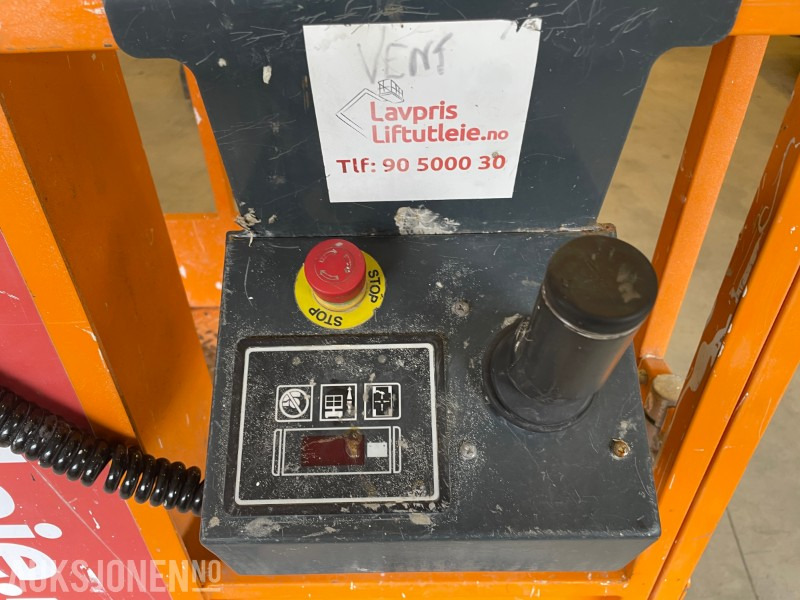 VENT
Lavpris
Liftutleie.no
Tlf: 90 5000 30
STOP
STOP
AUKSJONEN.NO